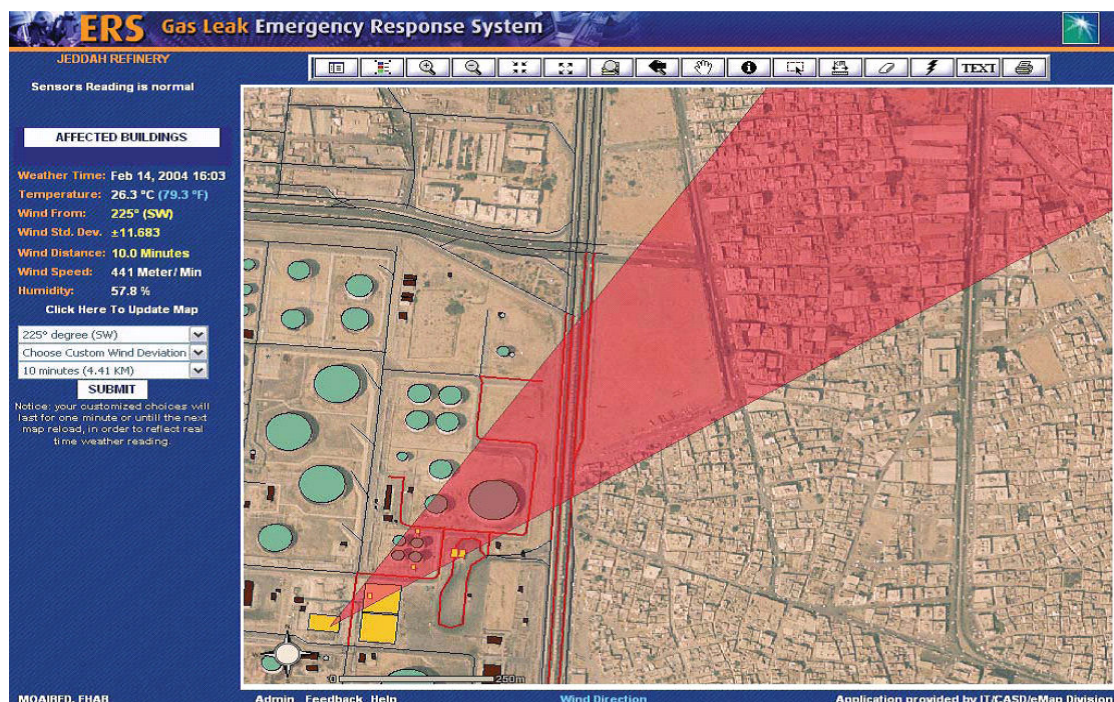 ERS Gas Leak Emergency Response System
JEDDAH REFINERY
TEXT
Sensors Reading is normal
AFFECTED BUILDINGS
Weather Time: Feb 14, 2004 16:03
Temperature: 26.3 °C (79.3 °F)
Wind From: 225° (SW)
Wind Std. Dev. ±11.683
Wind Distance: 10.0 Minutes
Wind Speed: 441 Meter/Min
Humidity: 57.8 %
Click Here To Update Map
225° degree (SW)
Choose Custom Wind Deviation
10 minutes (4.41 KM)
SUBMIT
Notice: your customized choices will
last for one minute or untill the next
map reload, in order to reflect real
time weather reading.
0 250m
Admin Feedback Help Wind Direction Application provided by IT/CASD/eMap Division